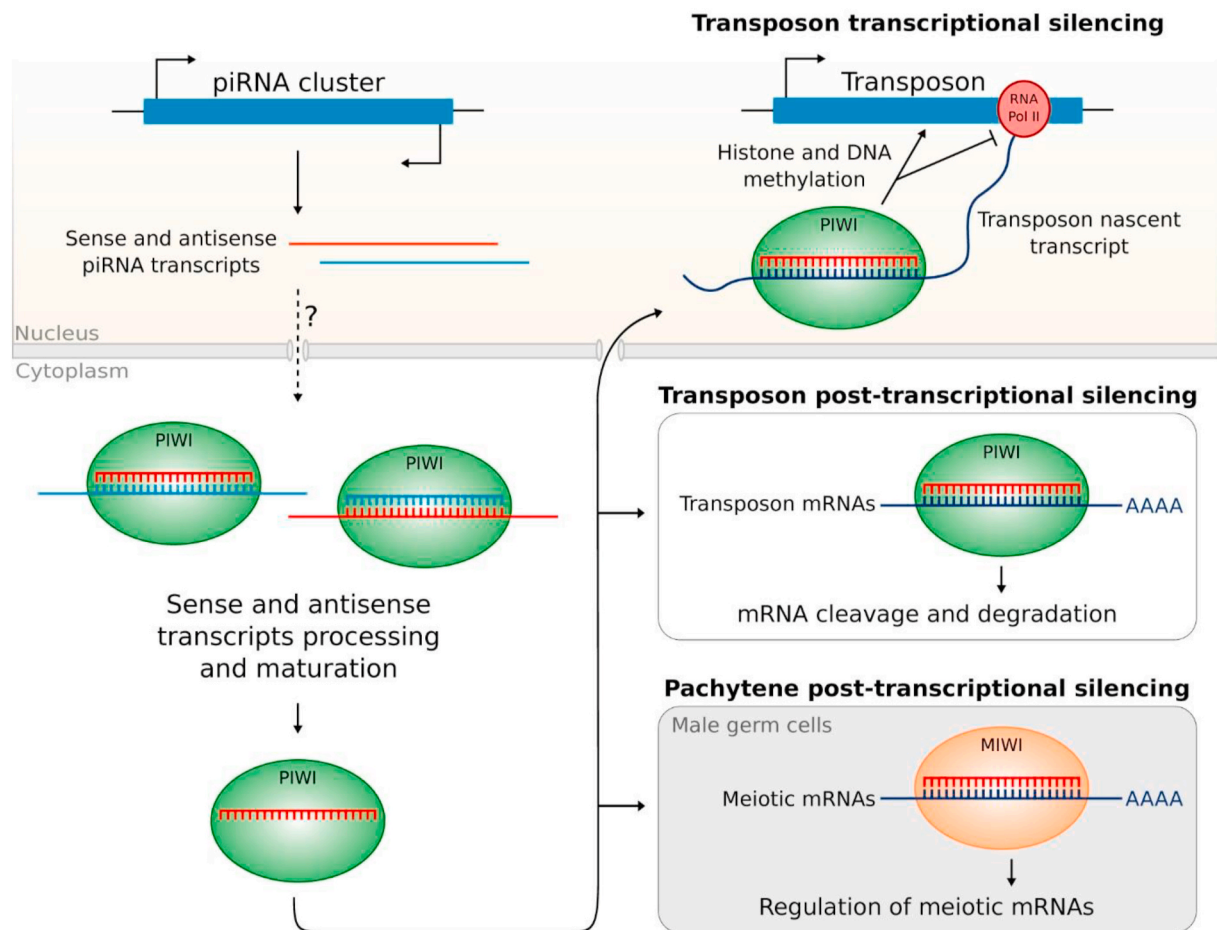 Transposon transcriptional silencing
piRNA cluster
Transposon
RNA
Pol II
Histone and DNA
methylation
PIWI
Transposon nascent
transcript
Sense and antisense
piRNA transcripts
?
Nucleus
Cytoplasm
PIWI
PIWI
Sense and antisense
transcripts processing
and maturation
PIWI
Transposon post-transcriptional silencing
PIWI
Transposon mRNAs
AAAA
mRNA cleavage and degradation
Pachytene post-transcriptional silencing
Male germ cells
MIWI
Meiotic mRNAs
AAAA
Regulation of meiotic mRNAs